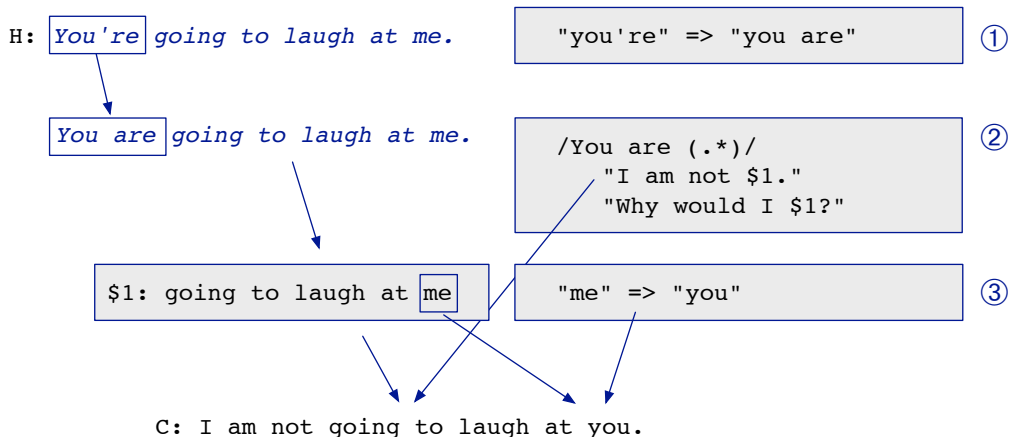 H: You're going to laugh at me. "you're" => "you are" ①
You are going to laugh at me. /You are (.*)/ ②
"I am not $1."
"Why would I $1?"
$1: going to laugh at me "me" => "you" ③
C: I am not going to laugh at you.